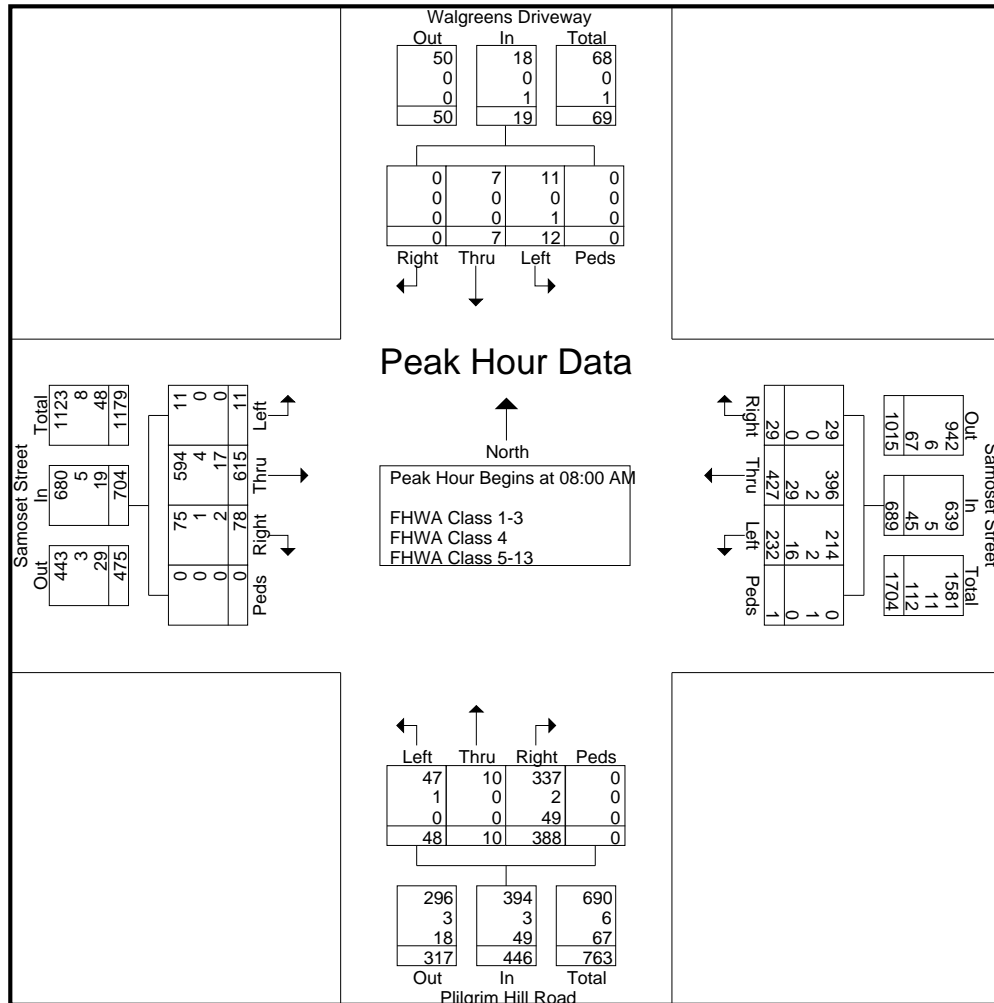 Walgreens Driveway
Out In Total
50 18 68
0 0 0
0 1 1
50 19 69
0 7 11 0
0 0 0 0
0 0 1 0
0 7 12 0
Right Thru Left Peds
Peak Hour Data
North
Peak Hour Begins at 08:00 AM
FHWA Class 1-3
FHWA Class 4
FHWA Class 5-13
Samoset Street
Out In Total
443 680 1123
3 5 8
29 19 48
475 704 1179
Left Thru Right Peds
11 594 75 0
0 4 1 0
0 17 2 0
11 615 78 0
Samoset Street
Out In Total
942 639 1581
6 5 11
67 45 112
1015 689 1704
Right Thru Left Peds
29 396 214 0
0 2 2 1
0 29 16 0
29 427 232 1
Left Thru Right Peds
47 10 337 0
1 0 2 0
0 0 49 0
48 10 388 0
296 394 690
3 3 6
18 49 67
317 446 763
Out In Total
Plilgrim Hill Road